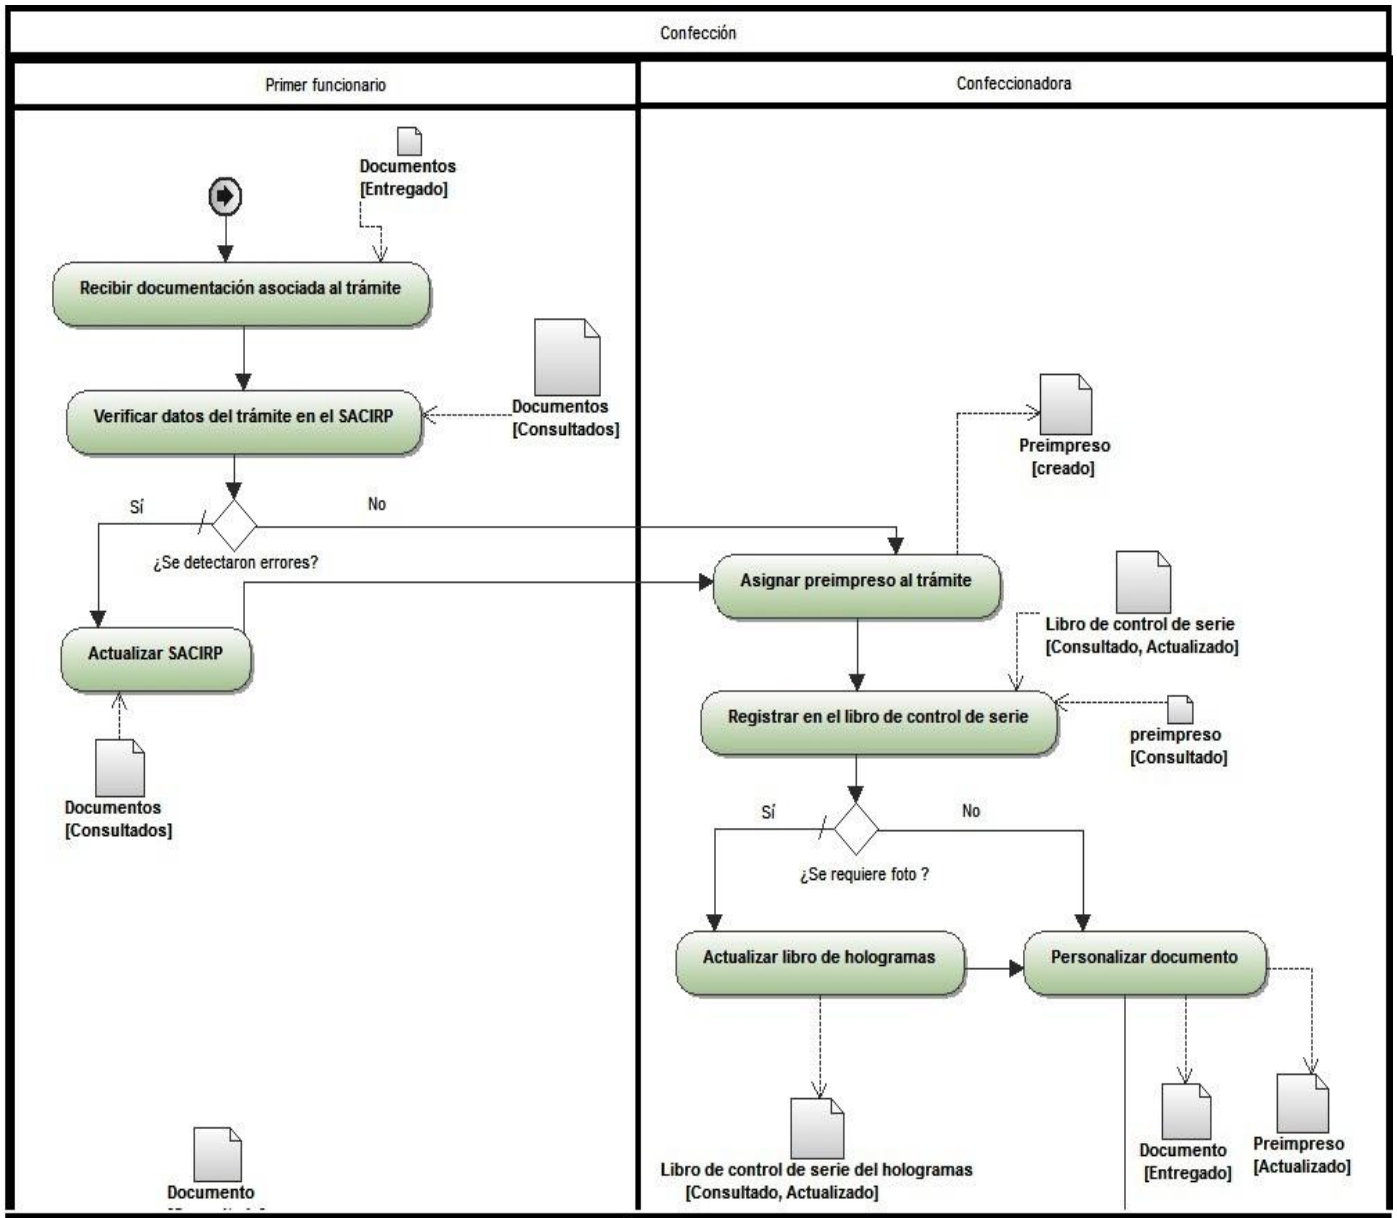 Confección
Primer funcionario
Confeccionadora
Documentos
[Entregado]
Recibir documentación asociada al trámite
Verificar datos del trámite en el SACIRP
Documentos
[Consultados]
Sí
No
¿Se detectaron errores?
Actualizar SACIRP
Documentos
[Consultados]
Preimpreso
[creado]
Asignar preimpreso al trámite
Libro de control de serie
[Consultado, Actualizado]
Registrar en el libro de control de serie
preimpreso
[Consultado]
Sí
No
¿Se requiere foto ?
Actualizar libro de hologramas
Personalizar documento
Libro de control de serie del hologramas
[Consultado, Actualizado]
Documento
[Entregado]
Preimpreso
[Actualizado]
Documento